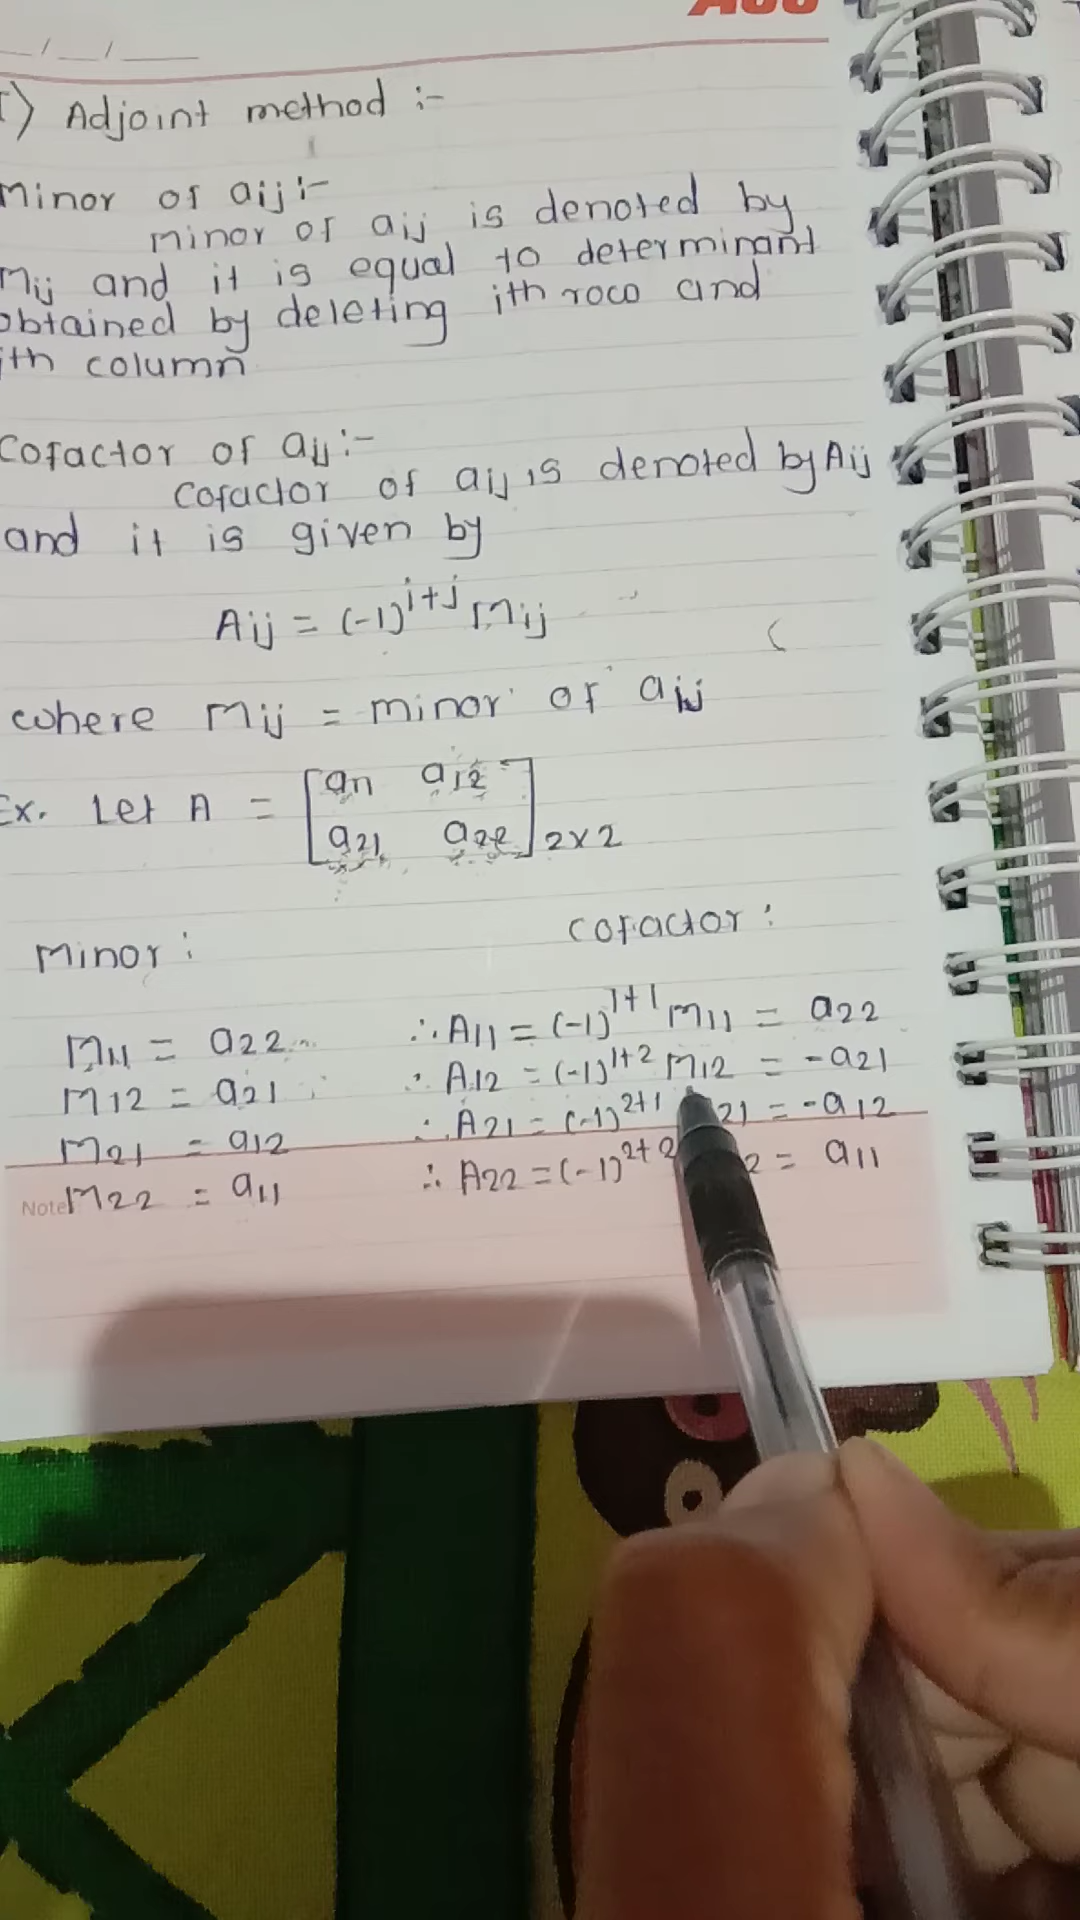 __/__/____
I) Adjoint method :-
Minor of aij :-
Minor of aij is denoted by
Mij and it is equal to determinant
obtained by deleting ith row and
jth column
Cofactor of aij :-
Cofactor of aij is denoted by Aij
and it is given by
Aij = (-1)^i+j Mij
where Mij = minor of aij
Ex. Let A = [a11 a12
a21 a22] 2x2
Minor : Cofactor :
M11 = a22 ∴ A11 = (-1)^1+1 M11 = a22
M12 = a21 ∴ A12 = (-1)^1+2 M12 = -a21
M21 = a12 ∴ A21 = (-1)^2+1 21 = -a12
Note M22 = a11 ∴ A22 = (-1)^2+2 2 = a11